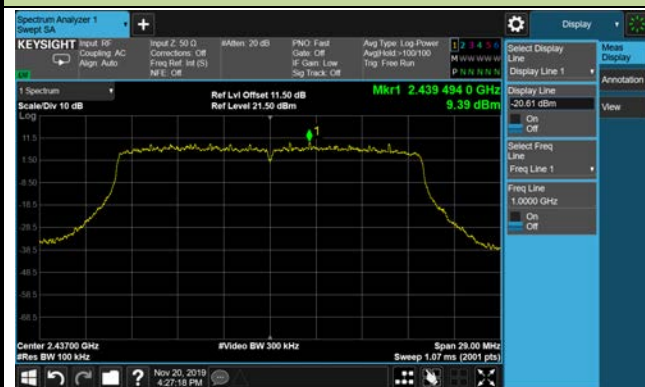 Spectrum Analyzer 1
Swept SA
+
Display
KEYSIGHT
Input: RF
Coupling: AC
Align: Auto
Input Z: 50 Ω
Corrections: Off
Freq Ref: Int (S)
NFE: Off
#Atten: 20 dB
PNO: Fast
Gate: Off
IF Gain: Low
Sig Track: Off
Avg Type: Log-Power
Avg|Hold:>100/100
Trig: Free Run
1 2 3 4 5 6
M W W W W W
P N N N N N
1 Spectrum
Scale/Div 10 dB
Log
Ref Lvl Offset 11.50 dB
Ref Level 21.50 dBm
Mkr1 2.439 494 0 GHz
9.39 dBm
1
11.5
1.50
-8.50
-18.5
-28.5
-38.5
-48.5
-58.5
-68.5
Center 2.43700 GHz
#Res BW 100 kHz
#Video BW 300 kHz
Span 29.00 MHz
Sweep 1.07 ms (2001 pts)
Select Display
Line
Display Line 1
Display Line
-20.61 dBm
On
Off
Select Freq
Line
Freq Line 1
Freq Line
1.0000 GHz
On
Off
Meas
Display
Annotation
View
?
Nov 20, 2019
4:27:18 PM